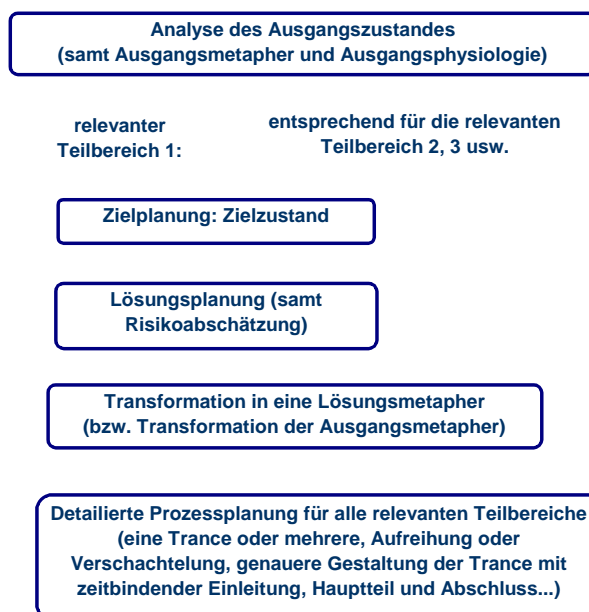 Analyse des Ausgangszustandes
(samt Ausgangsmetapher und Ausgangsphysiologie)
relevanter
Teilbereich 1:
entsprechend für die relevanten
Teilbereich 2, 3 usw.
Zielplanung: Zielzustand
Lösungsplanung (samt
Risikoabschätzung)
Transformation in eine Lösungsmetapher
(bzw. Transformation der Ausgangsmetapher)
Detailierte Prozessplanung für alle relevanten Teilbereiche
(eine Trance oder mehrere, Aufreihung oder
Verschachtelung, genauere Gestaltung der Trance mit
zeitbindender Einleitung, Hauptteil und Abschluss...)